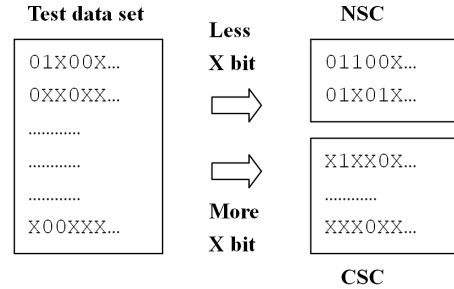 Test data set
01X00X...
0XX0XX...
............
............
............
X00XXX...
Less
X bit
More
X bit
NSC
01100X...
01X01X...
X1XX0X...
............
XXX0XX...
CSC